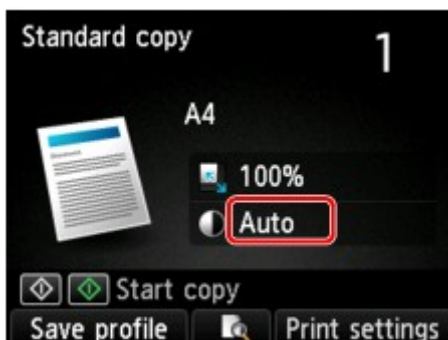 Standard copy 1
A4
100%
Auto
Start copy
Save profile Print settings